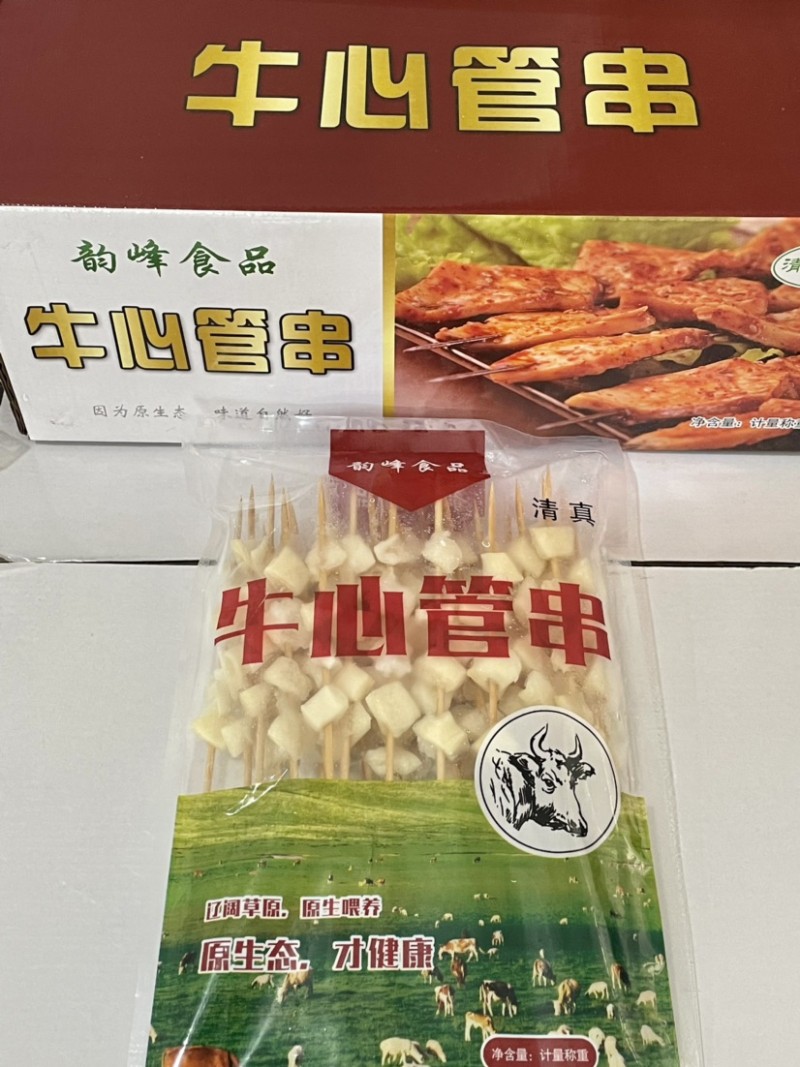 牛心管串
韵峰食品
牛心管串
因为原生态 味道自然好
清
净含量：计量称重
韵峰食品
清真
牛心管串
辽阔草原，原生喂养
原生态，才健康
净含量：计量称重